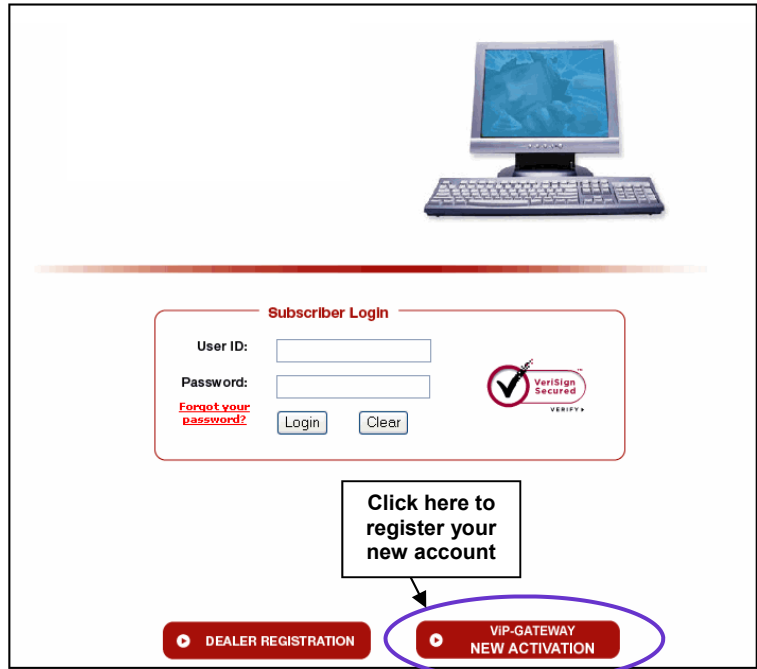 Subscriber Login
User ID:
Password:
Forgot your
password?
Login Clear
VeriSign
Secured
VERIFY
Click here to
register your
new account
DEALER REGISTRATION
ViP-GATEWAY
NEW ACTIVATION